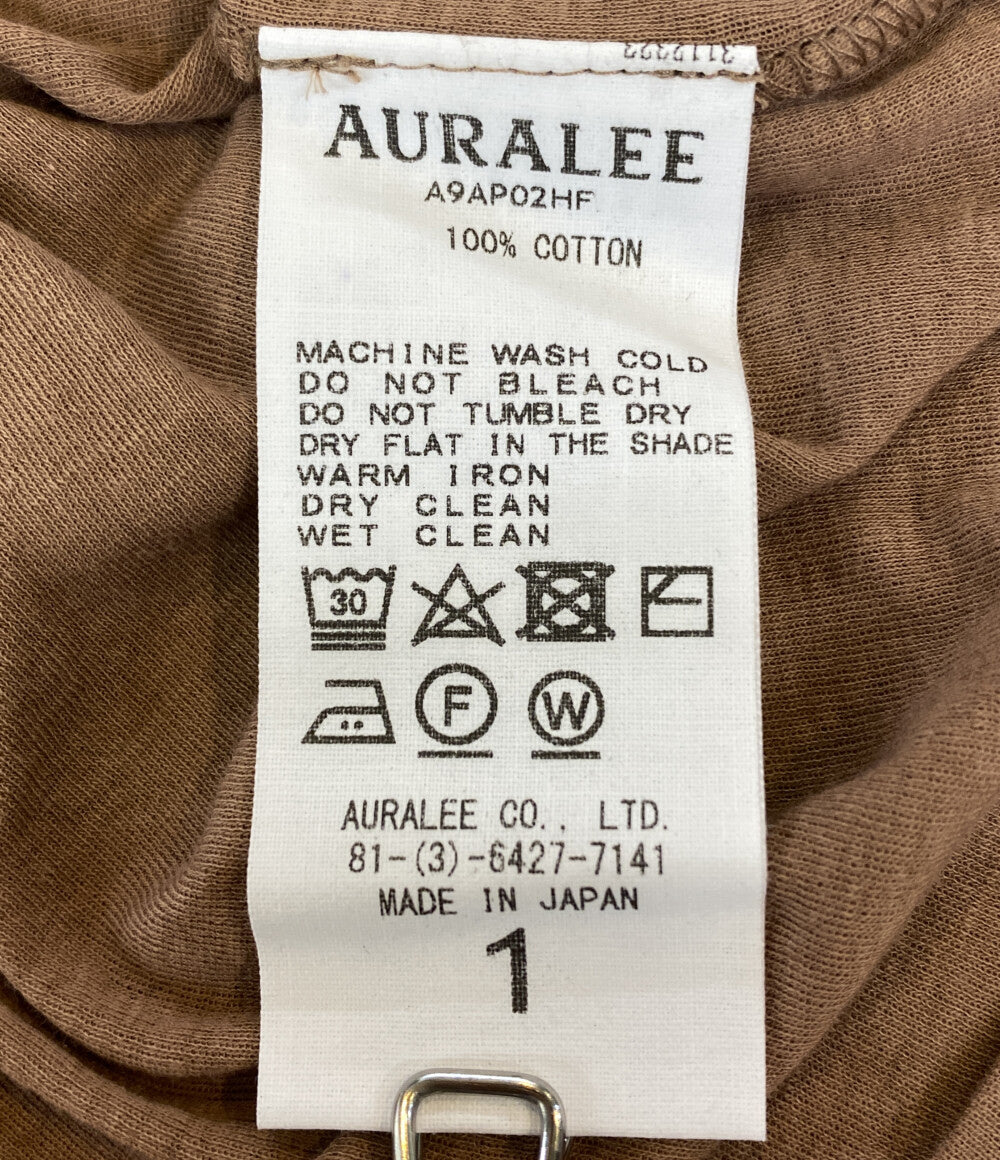 AURALEE
A9AP02HF
100% COTTON
MACHINE WASH COLD
DO NOT BLEACH
DO NOT TUMBLE DRY
DRY FLAT IN THE SHADE
WARM IRON
DRY CLEAN
WET CLEAN
30
F W
AURALEE CO., LTD.
81-(3)-6427-7141
MADE IN JAPAN
1